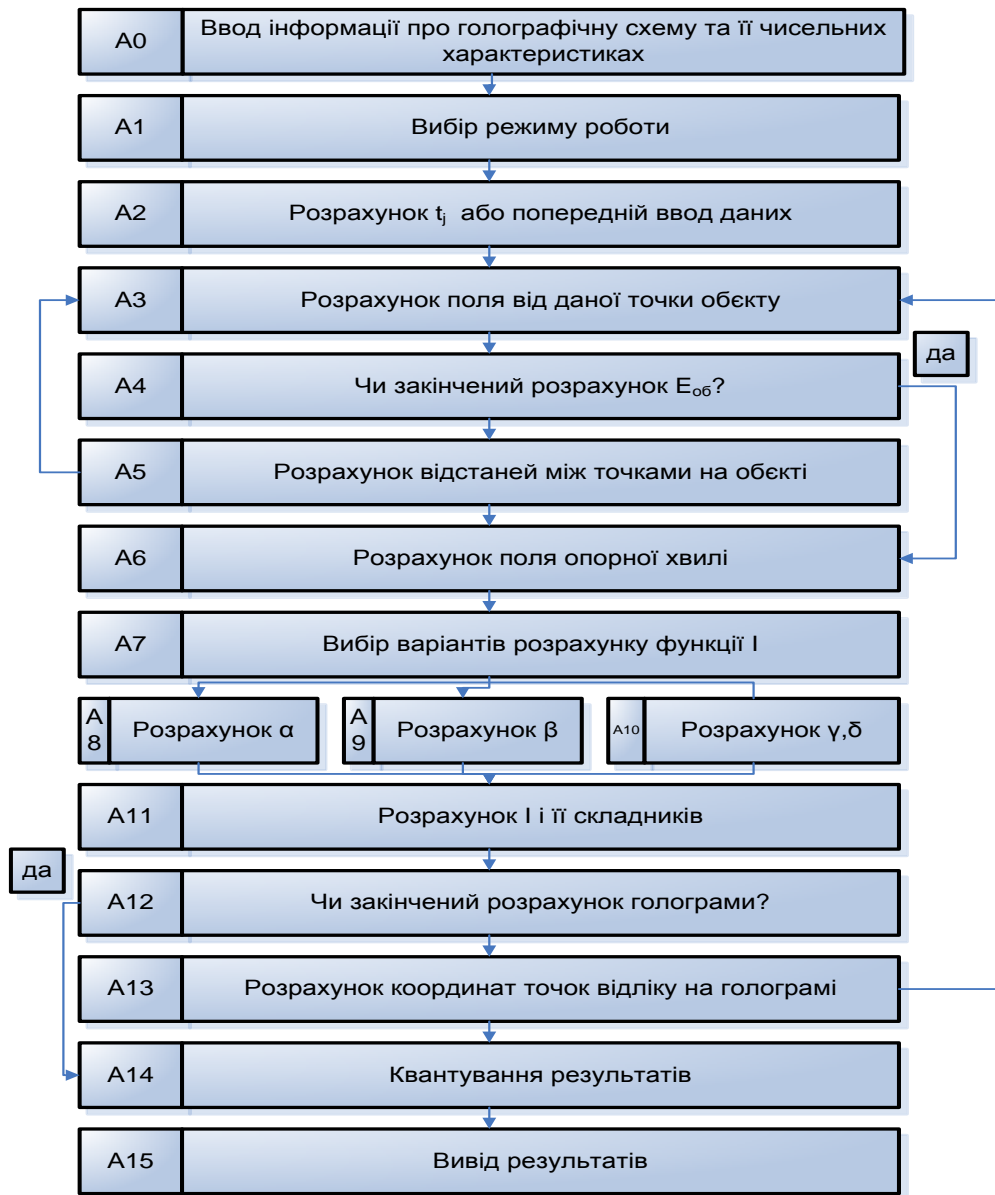 A0
Ввод інформації про голографічну схему та її чисельних
характеристиках
A1
Вибір режиму роботи
A2
Розрахунок tj або попередній ввод даних
A3
Розрахунок поля від даної точки обєкту
да
A4
Чи закінчений розрахунок Еоб?
A5
Розрахунок відстаней між точками на обєкті
A6
Розрахунок поля опорної хвилі
A7
Вибір варіантів розрахунку функції І
A
8
Розрахунок α
A
9
Розрахунок β
A10
Розрахунок γ,δ
A11
Розрахунок І і її складників
да
A12
Чи закінчений розрахунок голограми?
A13
Розрахунок координат точок відліку на голограмі
A14
Квантування результатів
A15
Вивід результатів